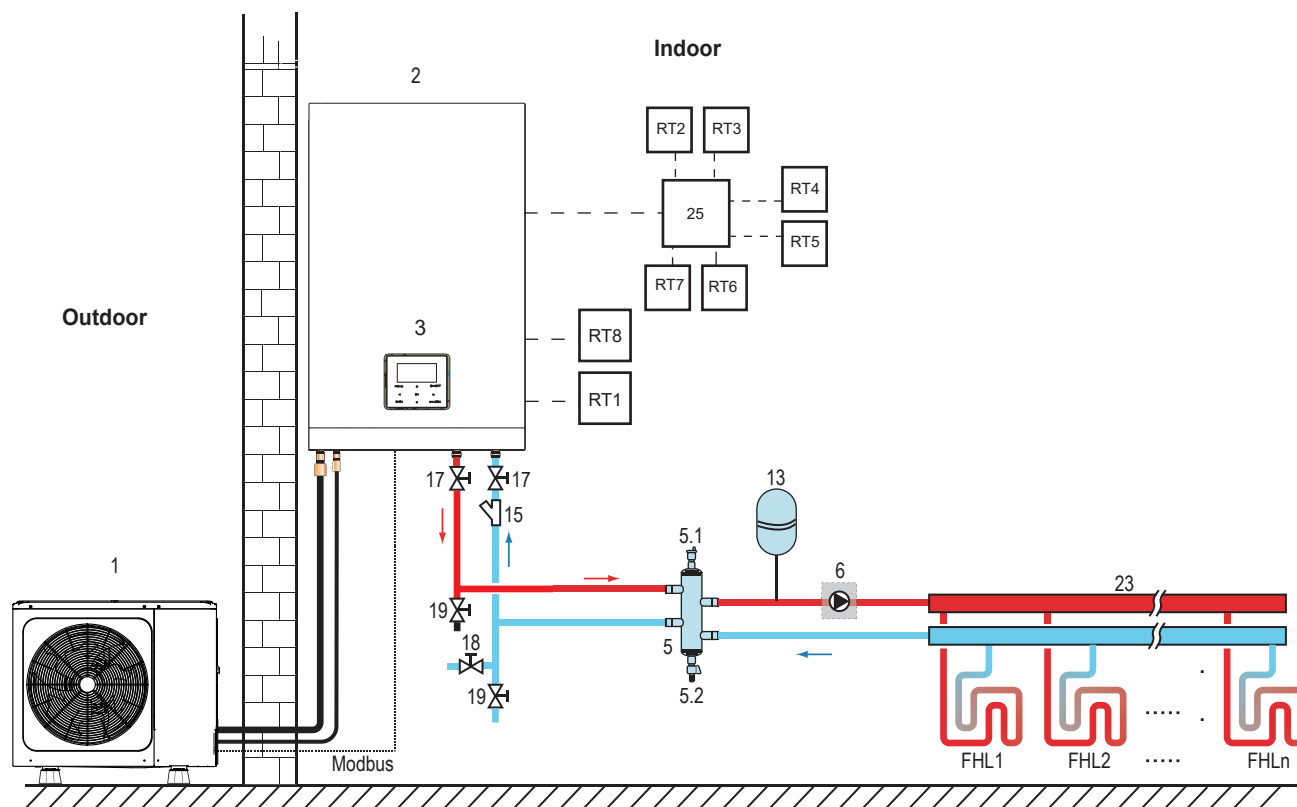 Indoor
2
RT2 RT3
RT4
25
RT5
RT7 RT6
Outdoor
3
RT8
RT1
17 17
13
15
5.1
1
6
23
19
18
5
19
5.2
Modbus
FHL1 FHL2 ..... FHLn
.....